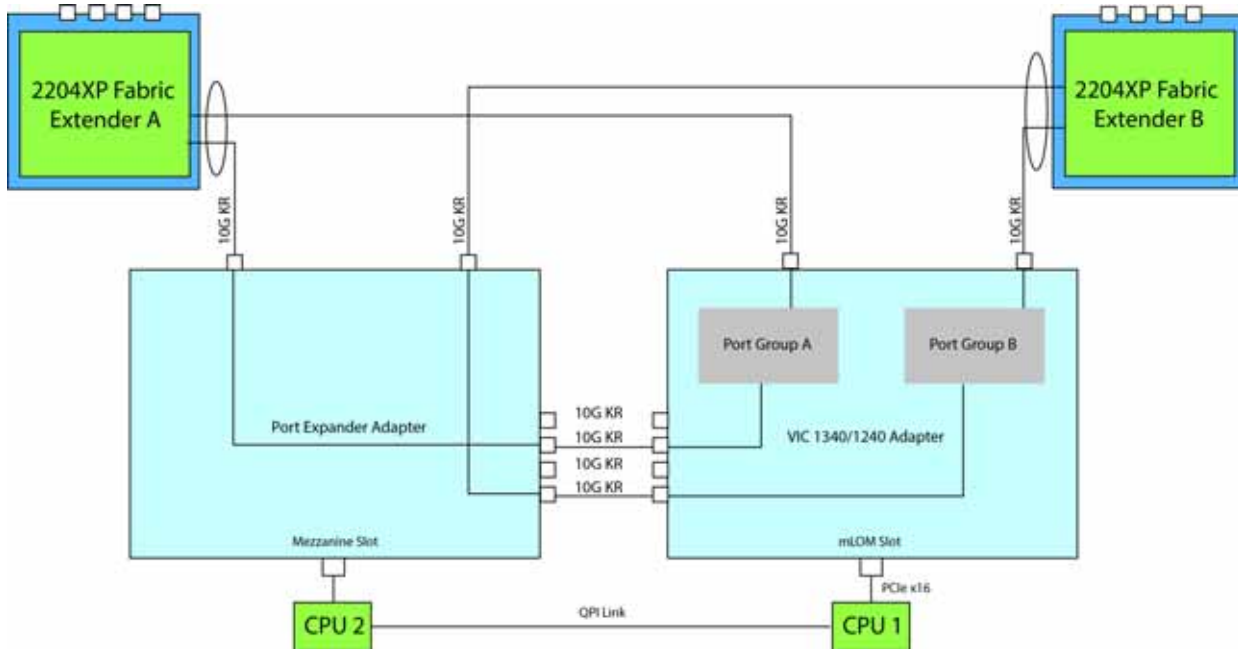 2204XP Fabric
Extender A
2204XP Fabric
Extender B
10G KR
10G KR
10G KR
10G KR
Port Group A
Port Group B
10G KR
Port Expander Adapter
10G KR
VIC 1340/1240 Adapter
10G KR
10G KR
Mezzanine Slot
mLOM Slot
PCIe x16
CPU 2
QPI Link
CPU 1